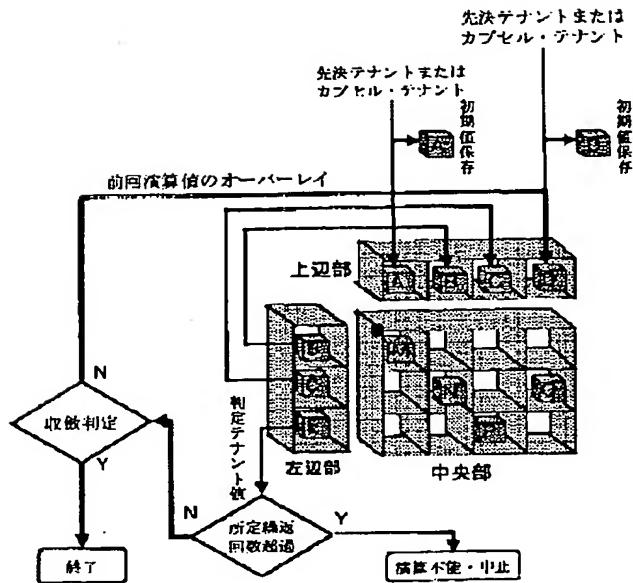 先決テナントまたは
カプセル・テナント
先決テナントまたは
カプセル・テナント
初期値保存
初期値保存
前回演算値のオーバーレイ
上辺部
A
B
C
左辺部
中央部
判定テナント値
N
収斂判定
Y
終了
N
所定繰返
回数超過
Y
演算不能・中止